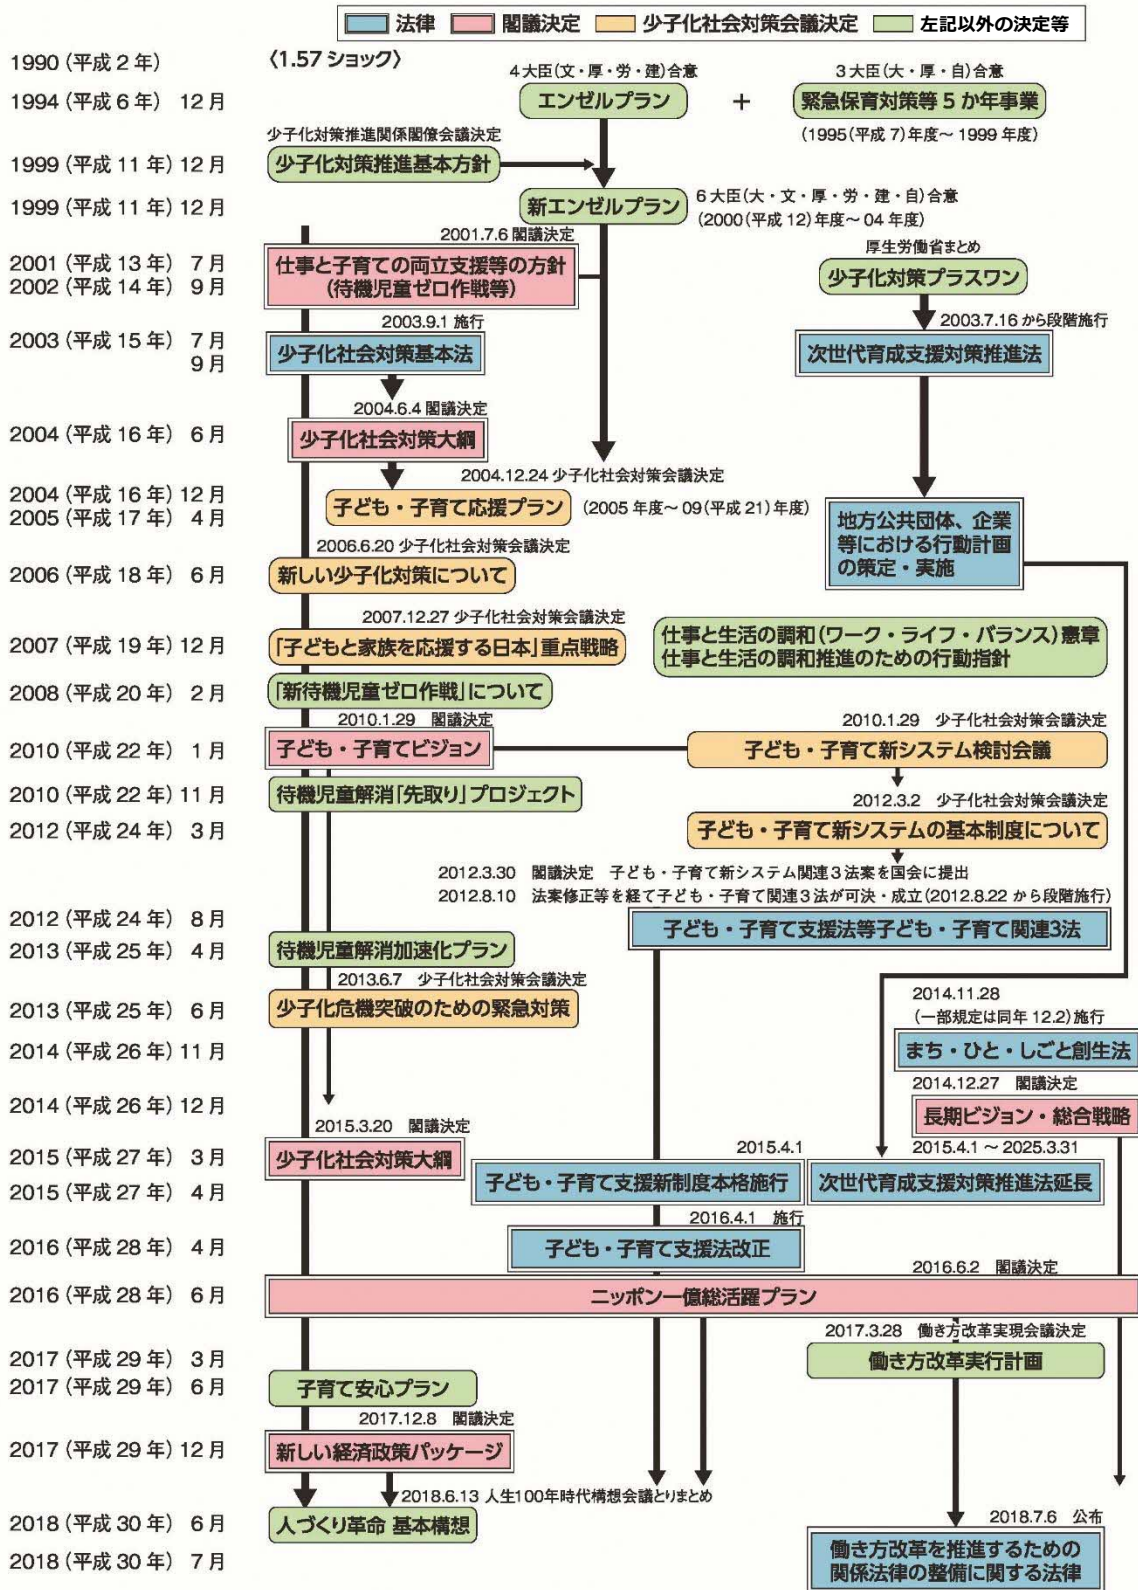 法律 閣議決定 少子化社会対策会議決定 左記以外の決定等
1990（平成2年）
〈1.57ショック〉
4大臣（文・厚・労・建）合意
3大臣（大・厚・自）合意
1994（平成6年）12月
エンゼルプラン
+
緊急保育対策等5か年事業
（1995（平成7）年度〜1999年度）
少子化対策推進関係閣僚会議決定
1999（平成11年）12月
少子化対策推進基本方針
1999（平成11年）12月
新エンゼルプラン
6大臣（大・文・厚・労・建・自）合意
（2000（平成12）年度〜04年度）
2001.7.6 閣議決定
2001（平成13年）7月
2002（平成14年）9月
仕事と子育ての両立支援等の方針
（待機児童ゼロ作戦等）
厚生労働省まとめ
少子化対策プラスワン
2003.9.1 施行
2003.7.16から段階施行
2003（平成15年）7月
9月
少子化社会対策基本法
次世代育成支援対策推進法
2004.6.4 閣議決定
2004（平成16年）6月
少子化社会対策大綱
2004.12.24 少子化社会対策会議決定
2004（平成16年）12月
2005（平成17年）4月
子ども・子育て応援プラン
（2005年度〜09（平成21）年度）
地方公共団体、企業
等における行動計画
の策定・実施
2006.6.20 少子化社会対策会議決定
2006（平成18年）6月
新しい少子化対策について
2007.12.27 少子化社会対策会議決定
2007（平成19年）12月
「子どもと家族を応援する日本」重点戦略
仕事と生活の調和（ワーク・ライフ・バランス）憲章
仕事と生活の調和推進のための行動指針
2008（平成20年）2月
「新待機児童ゼロ作戦」について
2010.1.29 閣議決定
2010.1.29 少子化社会対策会議決定
2010（平成22年）1月
子ども・子育てビジョン
子ども・子育て新システム検討会議
2010（平成22年）11月
待機児童解消「先取り」プロジェクト
2012.3.2 少子化社会対策会議決定
2012（平成24年）3月
子ども・子育て新システムの基本制度について
2012.3.30 閣議決定 子ども・子育て新システム関連3法案を国会に提出
2012.8.10 法案修正等を経て子ども・子育て関連3法が可決・成立（2012.8.22から段階施行）
2012（平成24年）8月
子ども・子育て支援法等子ども・子育て関連3法
2013（平成25年）4月
待機児童解消加速化プラン
2013.6.7 少子化社会対策会議決定
2013（平成25年）6月
少子化危機突破のための緊急対策
2014.11.28
（一部規定は同年12.2）施行
2014（平成26年）11月
まち・ひと・しごと創生法
2014.12.27 閣議決定
2014（平成26年）12月
長期ビジョン・総合戦略
2015.3.20 閣議決定
2015（平成27年）3月
少子化社会対策大綱
2015.4.1
2015.4.1〜2025.3.31
2015（平成27年）4月
子ども・子育て支援新制度本格施行
次世代育成支援対策推進法延長
2016.4.1 施行
2016（平成28年）4月
子ども・子育て支援法改正
2016.6.2 閣議決定
2016（平成28年）6月
ニッポン一億総活躍プラン
2017.3.28 働き方改革実現会議決定
2017（平成29年）3月
働き方改革実行計画
2017（平成29年）6月
子育て安心プラン
2017.12.8 閣議決定
2017（平成29年）12月
新しい経済政策パッケージ
2018.6.13 人生100年時代構想会議とりまとめ
2018（平成30年）6月
人づくり革命 基本構想
2018.7.6 公布
2018（平成30年）7月
働き方改革を推進するための
関係法律の整備に関する法律